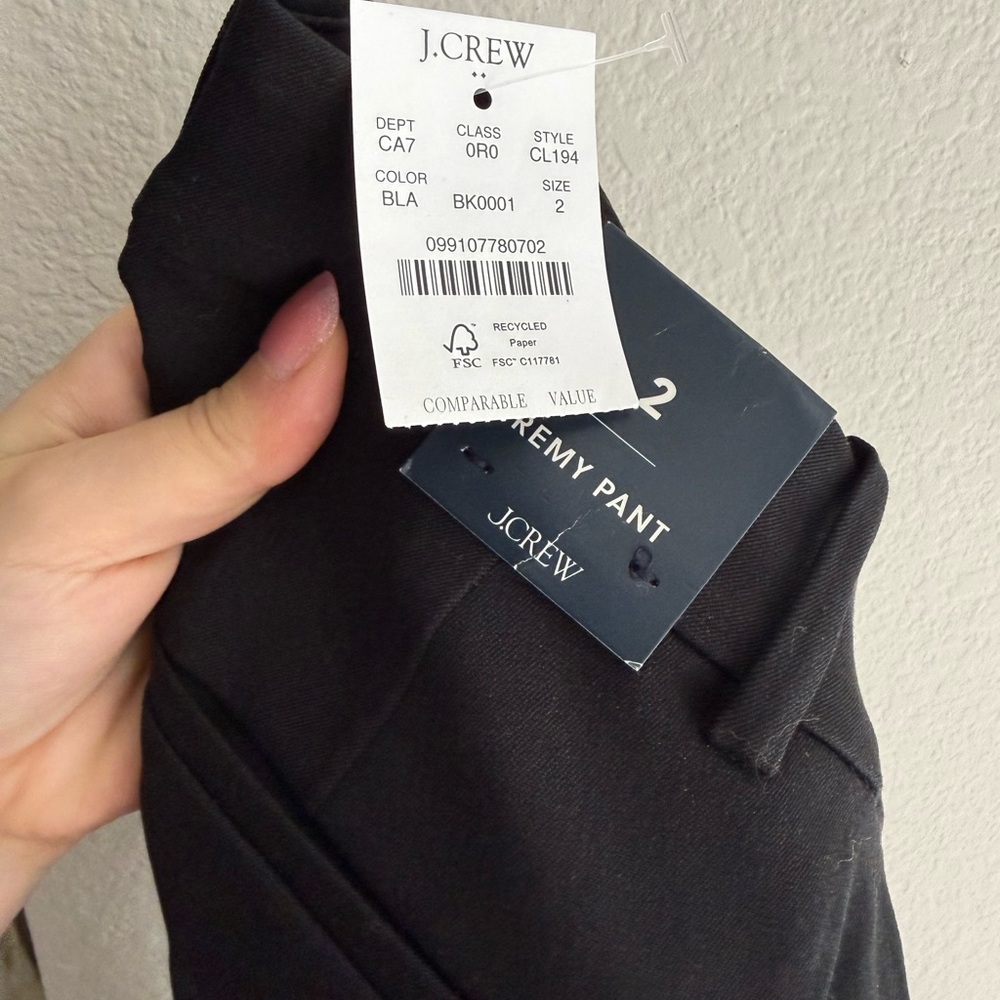 J.CREW
DEPT CLASS STYLE
CA7 0R0 CL194
COLOR SIZE
BLA BK0001 2
099107780702
RECYCLED
Paper
FSC™ C117781
FSC
COMPARABLE VALUE
2
REMY PANT
J.CREW